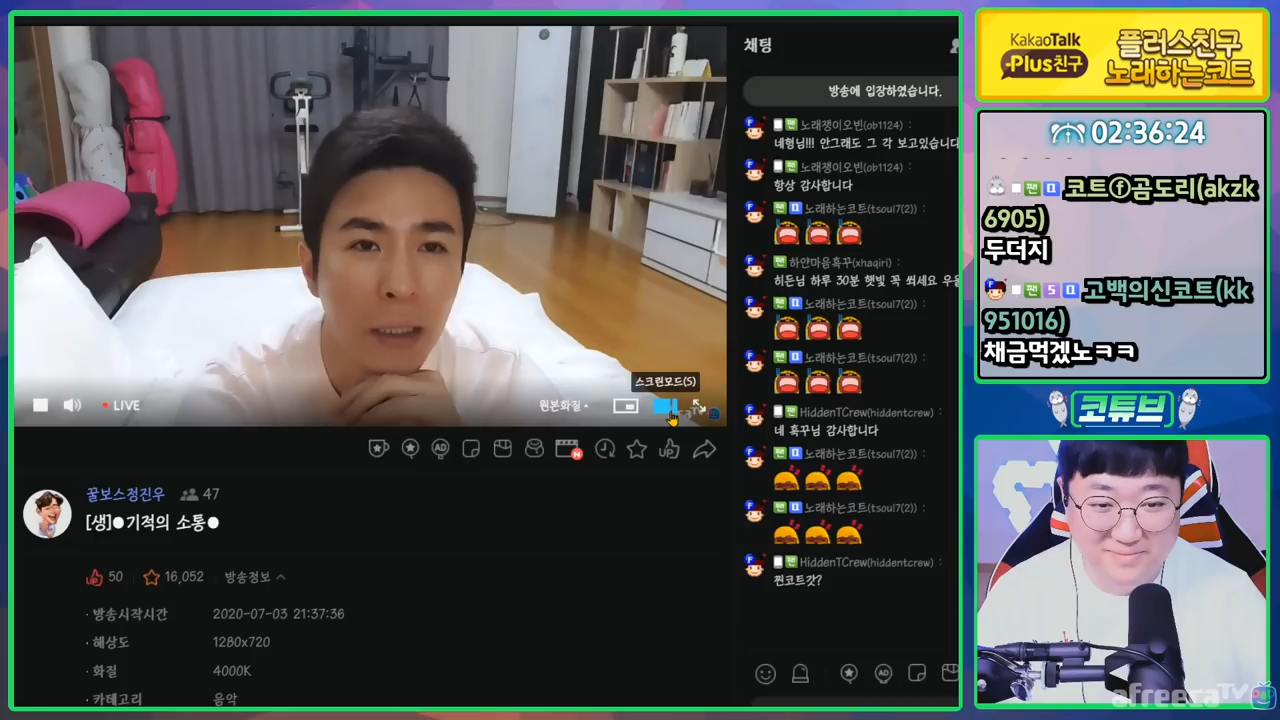 채팅
방송에 입장하였습니다.
노래쟁이오빈(ob1124) :
네형님!!! 안그래도 그 각 보고있습니다
노래쟁이오빈(ob1124) :
항상 감사합니다
노래하는코트(tsoul7(2)) :
하얀마음흑꾸(xhaqiri) :
히든님 하루 30분 햇빛 꼭 쐬세요 우울
노래하는코트(tsoul7(2)) :
노래하는코트(tsoul7(2)) :
HiddenTCrew(hiddentcrew) :
네 흑꾸님 감사합니다
노래하는코트(tsoul7(2)) :
노래하는코트(tsoul7(2)) :
HiddenTCrew(hiddentcrew) :
찐코트갓?
스크린모드(S)
LIVE
원본화질
꿀보스정진우 47
[생]●기적의 소통●
UP 50 16,052 방송정보
· 방송시작시간 2020-07-03 21:37:36
· 해상도 1280x720
· 화질 4000K
· 카테고리 음악
KakaoTalk
Plus친구
플러스친구
노래하는코트
02:36:24
코트ⓕ곰도리(akzk
6905)
두더지
고백의신코트(kk
951016)
채금먹겠노ㅋㅋ
코튜브
afreecaTV